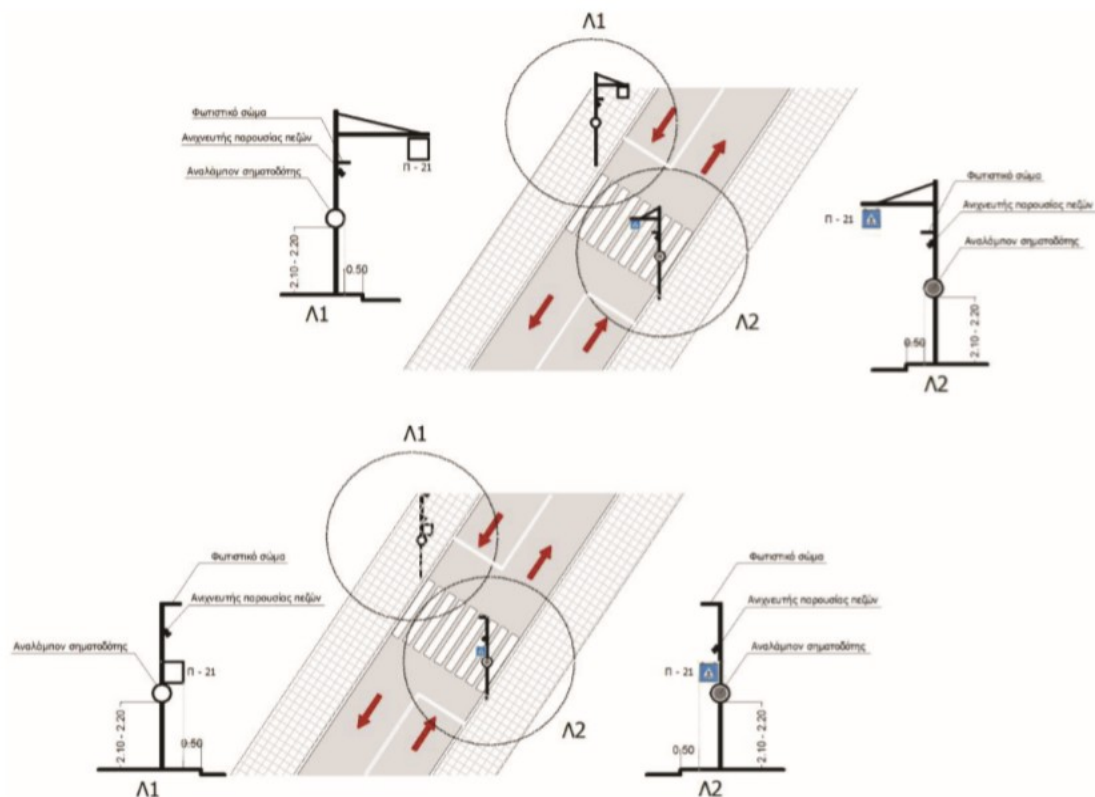 Λ1
Φωτιστικό σώμα
Ανιχνευτής παρουσίας πεζών
Π - 21
Αναλάμπον σηματοδότης
2.10 - 2.20
0.50
Λ1
Λ2
Φωτιστικό σώμα
Ανιχνευτής παρουσίας πεζών
Π - 21
Αναλάμπον σηματοδότης
0.50
2.10 - 2.20
Λ2
Λ1
Φωτιστικό σώμα
Ανιχνευτής παρουσίας πεζών
Αναλάμπον σηματοδότης
Π - 21
2.10 - 2.20
0.50
Λ1
Λ2
Φωτιστικό σώμα
Ανιχνευτής παρουσίας πεζών
Αναλάμπον σηματοδότης
Π - 21
2.10 - 2.20
0.50
Λ2